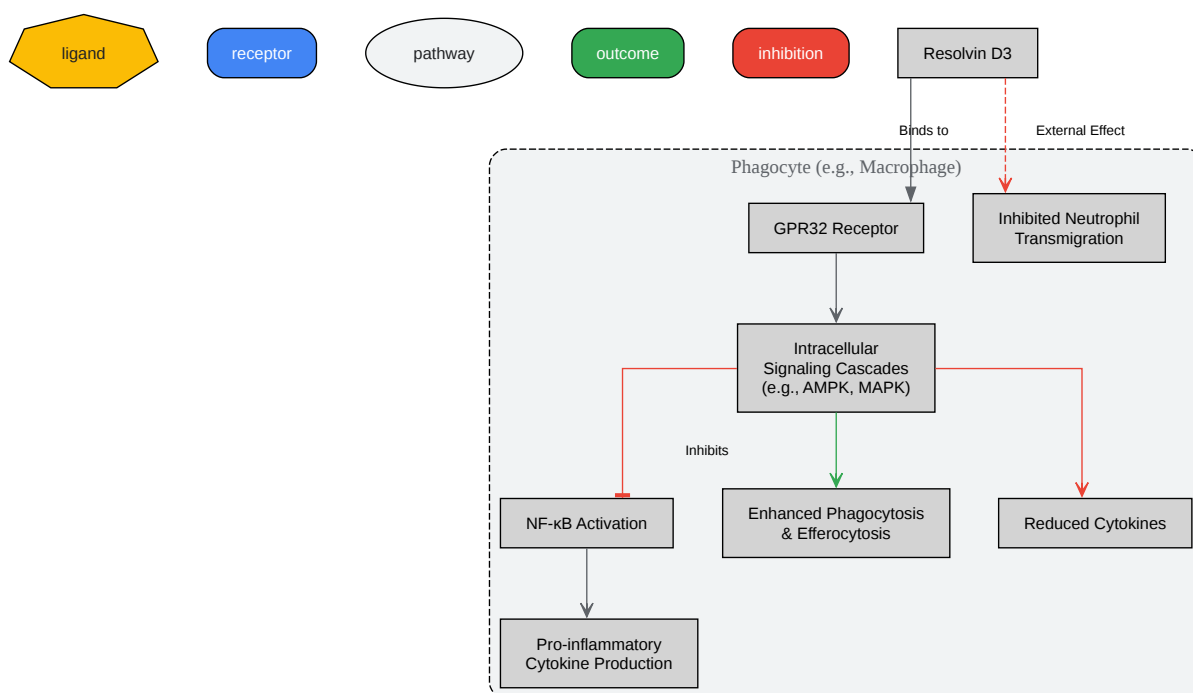 ligand
receptor
pathway
outcome
inhibition
Resolvin D3
Binds to
External Effect
Phagocyte (e.g., Macrophage)
GPR32 Receptor
Inhibited Neutrophil
Transmigration
Intracellular
Signaling Cascades
(e.g., AMPK, MAPK)
Inhibits
NF-κB Activation
Enhanced Phagocytosis
& Efferocytosis
Reduced Cytokines
Pro-inflammatory
Cytokine Production